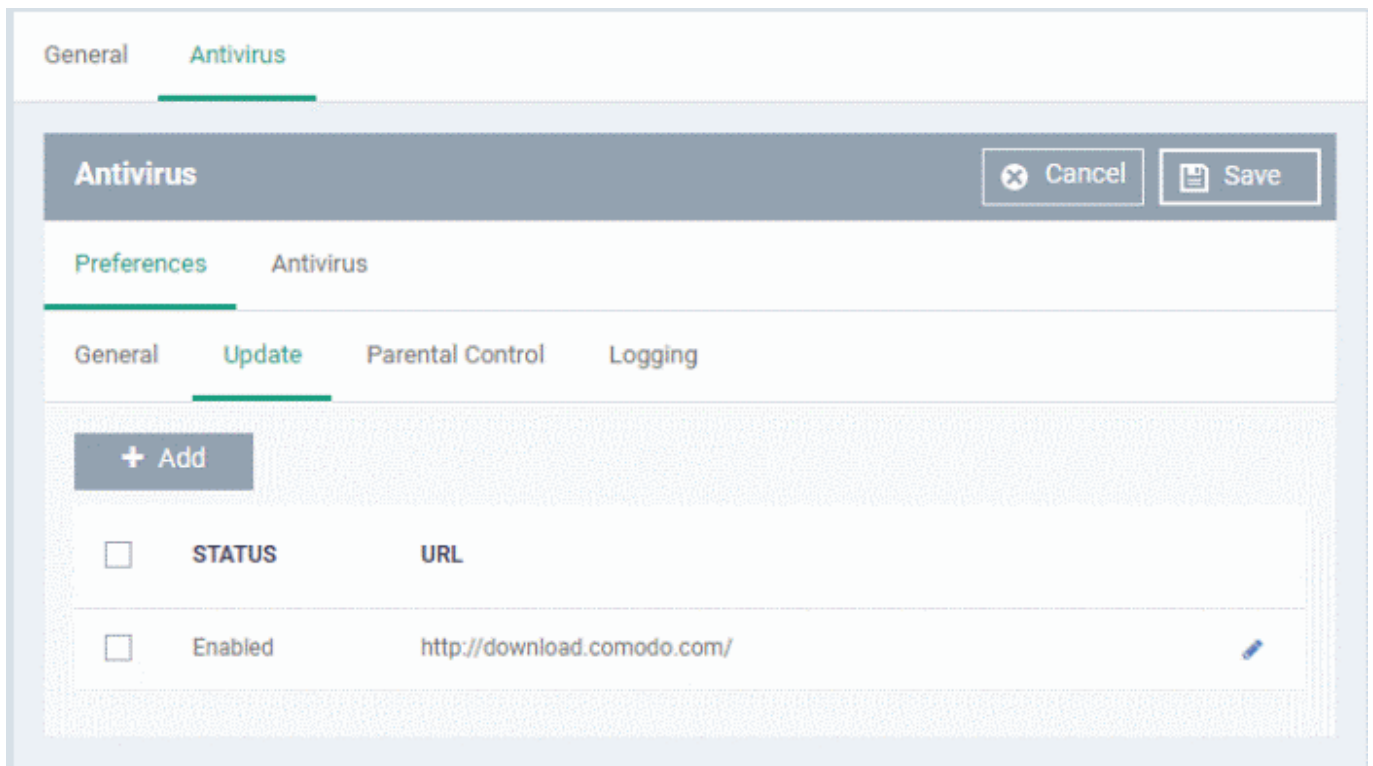 General Antivirus
Antivirus Cancel Save
Preferences Antivirus
General Update Parental Control Logging
+ Add
STATUS URL
Enabled http://download.comodo.com/